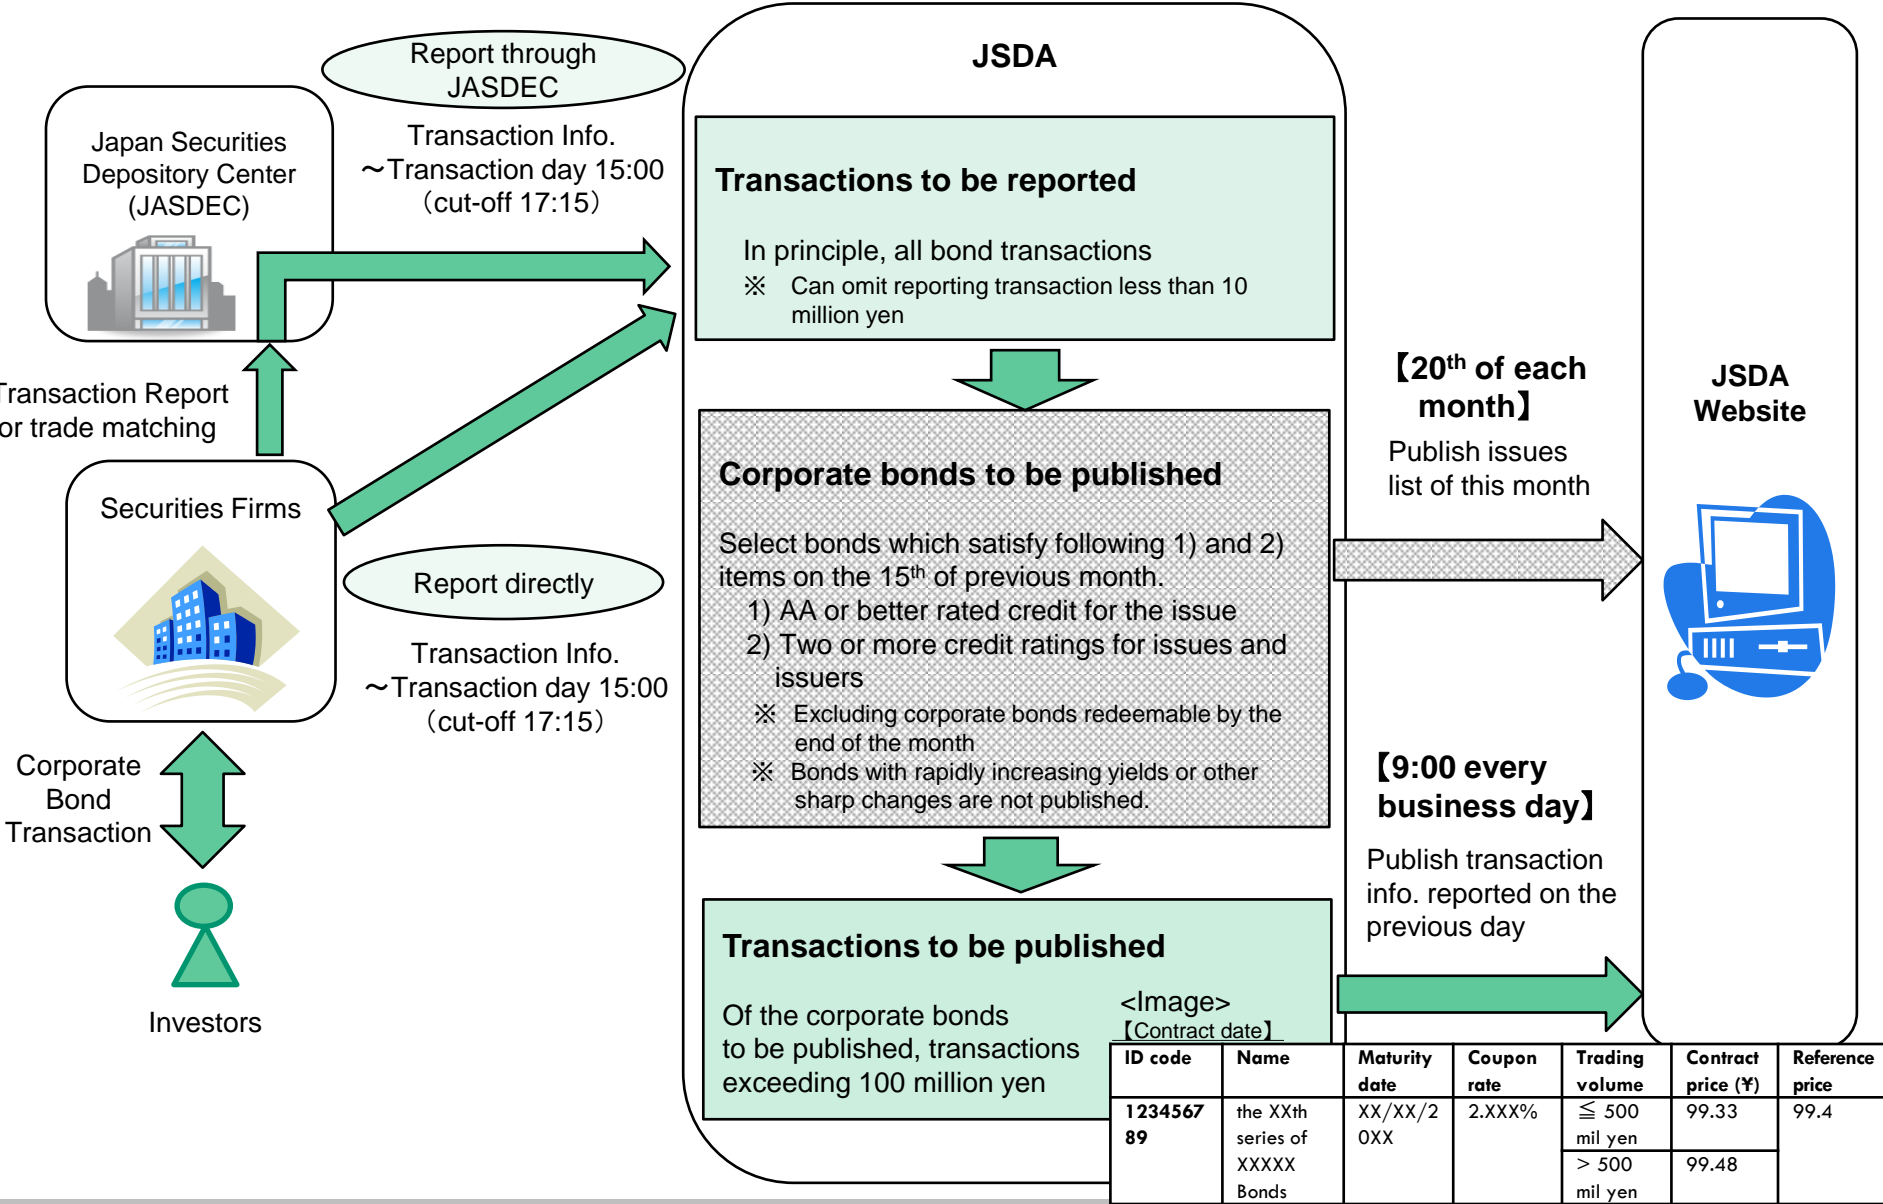 Report through
JASDEC
Japan Securities
Depository Center
(JASDEC)
Transaction Info.
～Transaction day 15:00
（cut-off 17:15）
Transaction Report
or trade matching
Securities Firms
Report directly
Transaction Info.
～Transaction day 15:00
（cut-off 17:15）
Corporate
Bond
Transaction
Investors
JSDA
Transactions to be reported
In principle, all bond transactions
※ Can omit reporting transaction less than 10
million yen
Corporate bonds to be published
Select bonds which satisfy following 1) and 2)
items on the 15th of previous month.
1) AA or better rated credit for the issue
2) Two or more credit ratings for issues and
issuers
※ Excluding corporate bonds redeemable by the
end of the month
※ Bonds with rapidly increasing yields or other
sharp changes are not published.
Transactions to be published
Of the corporate bonds
to be published, transactions
exceeding 100 million yen
【20th of each
month】
Publish issues
list of this month
【9:00 every
business day】
Publish transaction
info. reported on the
previous day
JSDA
Website
<Image>
【Contract date】
ID code Name Maturity date Coupon rate Trading volume Contract price (¥) Reference price
1234567
89
the XXth
series of
XXXXX
Bonds
XX/XX/2
0XX
2.XXX%
≦ 500
mil yen
99.33
99.4
> 500
mil yen
99.48